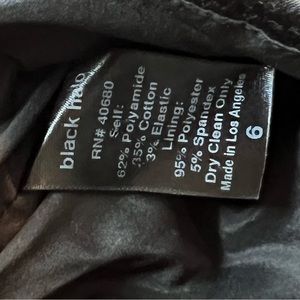 black halo
RN# 40680
Self:
62% Polyamide
35% Cotton
3% Elastic
Lining:
95% Polyester
5% Spandex
Dry Clean Only
Made in Los Angeles
6